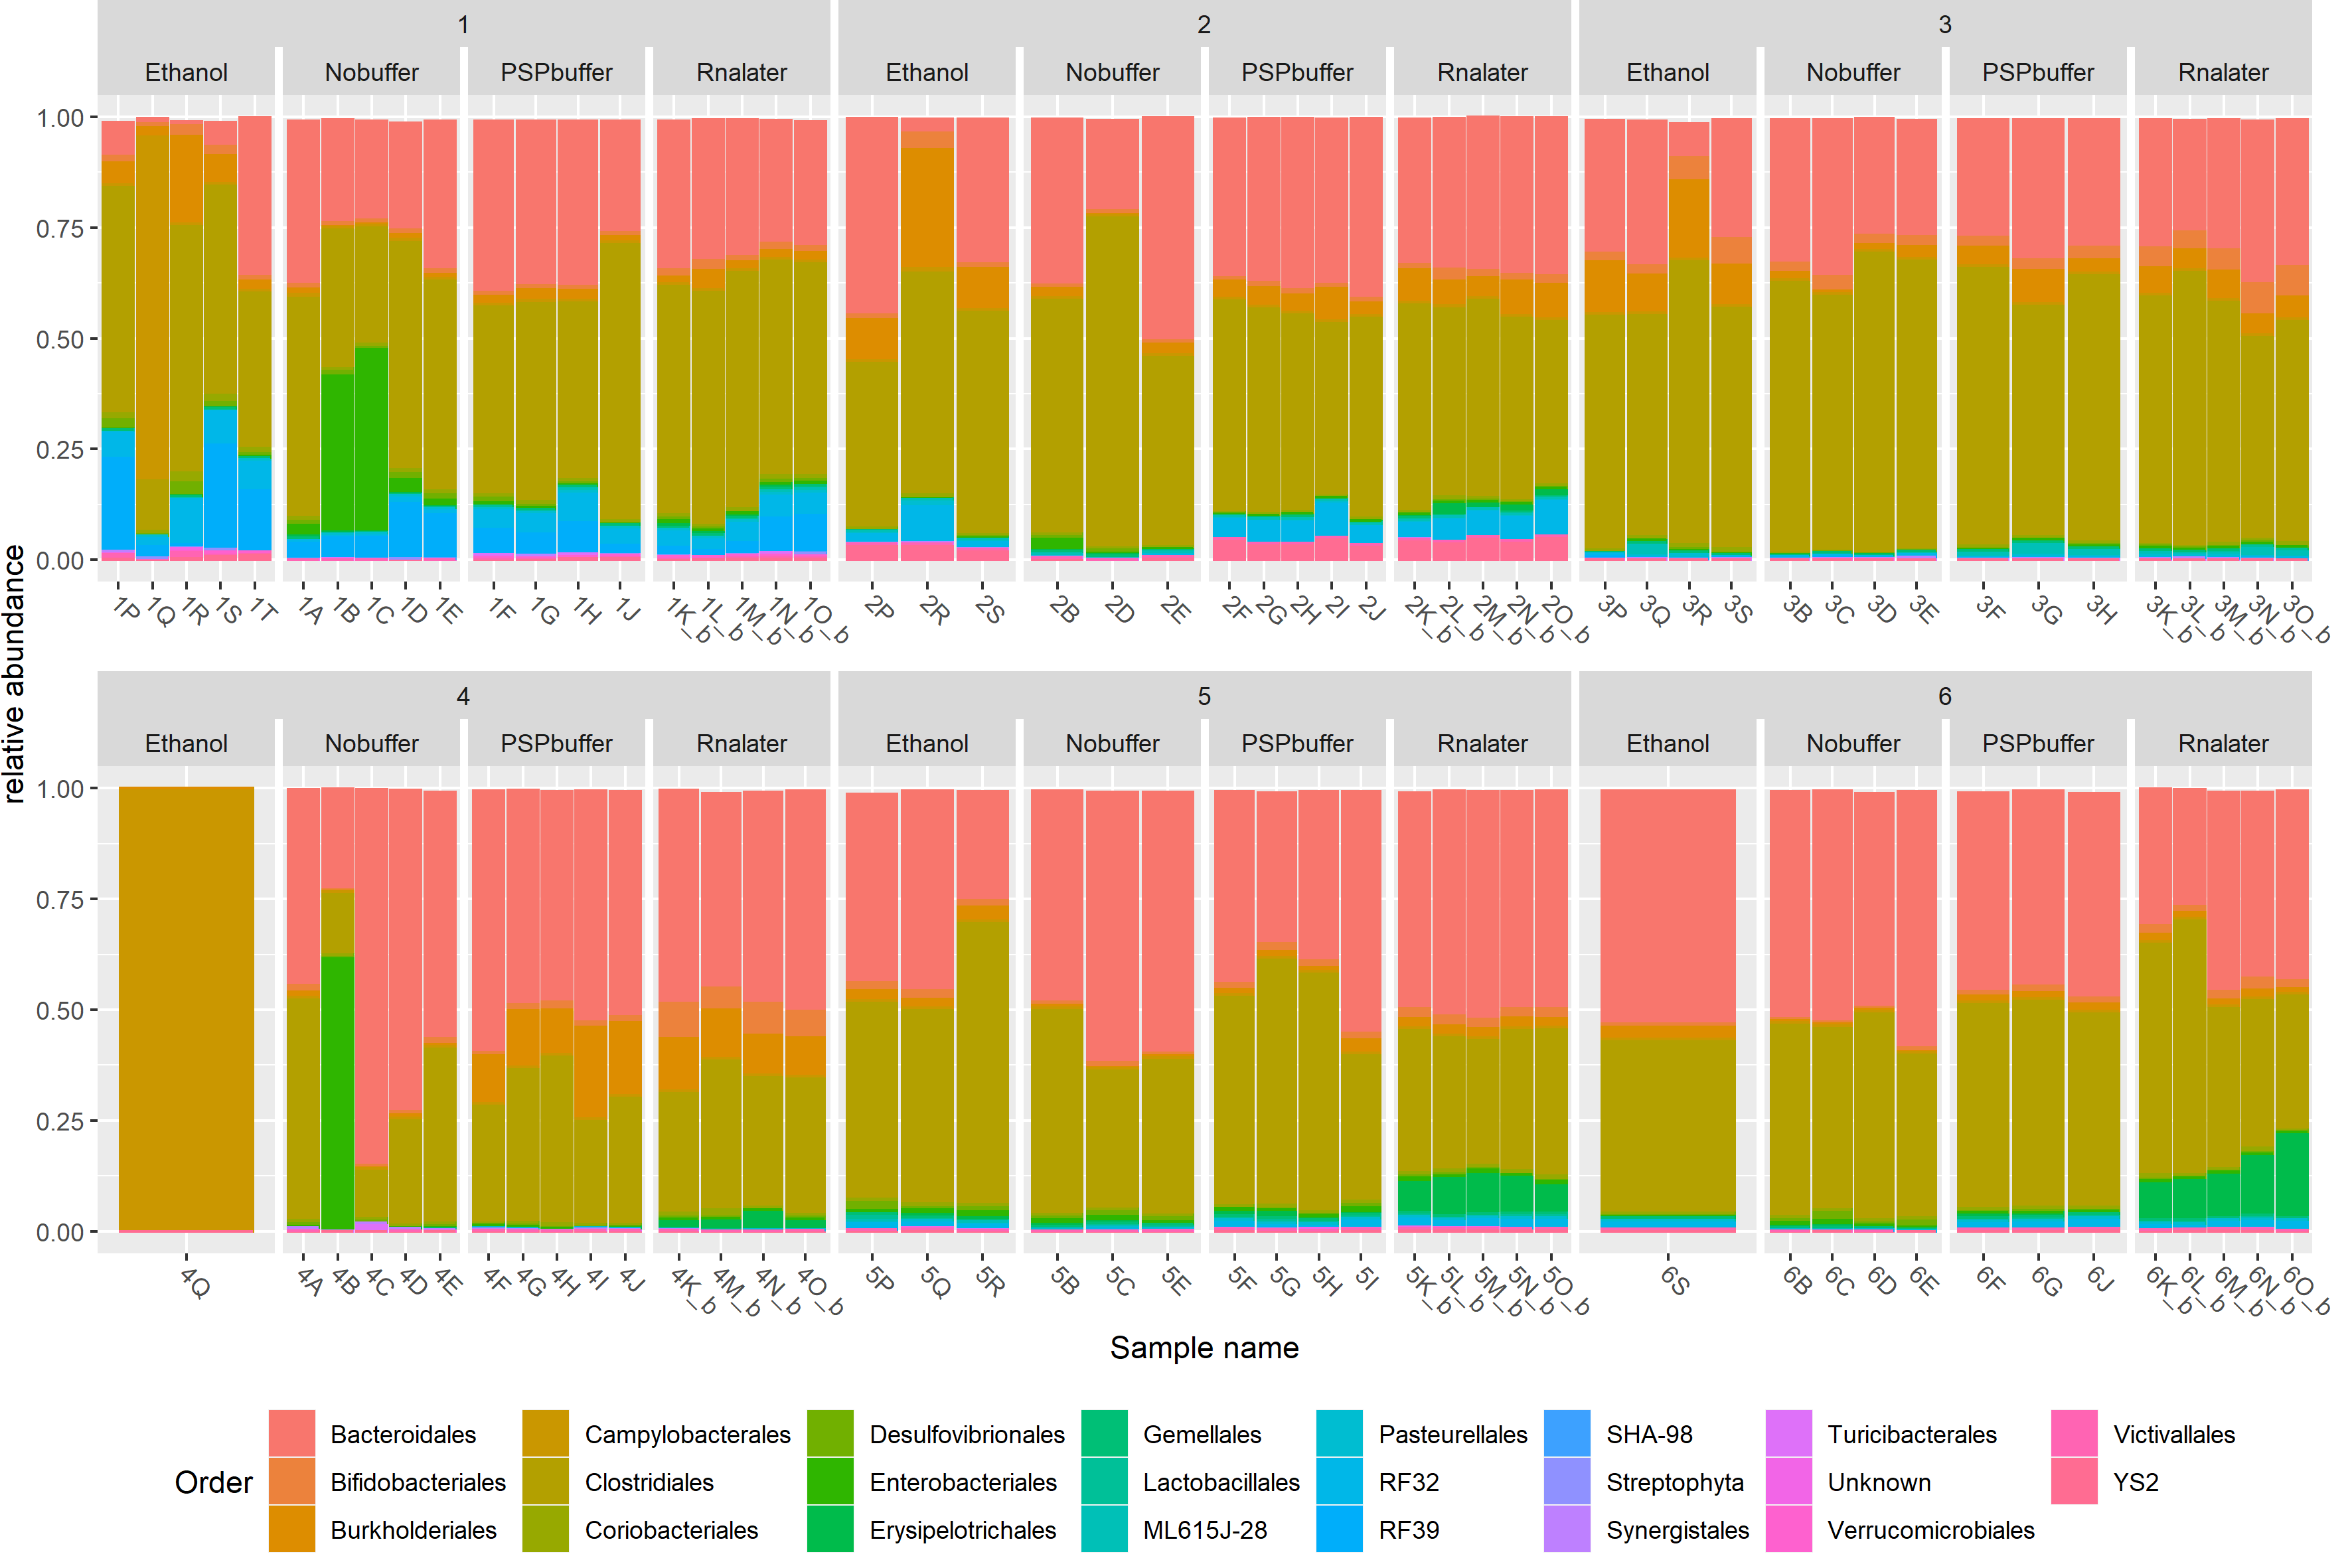 1 2 3
Ethanol Nobuffer PSPbuffer Rnalater Ethanol Nobuffer PSPbuffer Rnalater Ethanol Nobuffer PSPbuffer Rnalater
1.00
0.75
0.50
0.25
0.00
1P 1Q 1R 1S 1T 1A 1B 1C 1D 1E 1F 1G 1H 1J 1K_b 1L_b 1M_b 1N_b 1O_b 2P 2R 2S 2B 2D 2E 2F 2G 2H 2I 2J 2K_b 2L_b 2M_b 2N_b 2O_b 3P 3Q 3R 3S 3B 3C 3D 3E 3F 3G 3H 3K_b 3L_b 3M_b 3N_b 3O_b
relative abundance
4 5 6
Ethanol Nobuffer PSPbuffer Rnalater Ethanol Nobuffer PSPbuffer Rnalater Ethanol Nobuffer PSPbuffer Rnalater
1.00
0.75
0.50
0.25
0.00
4Q 4A 4B 4C 4D 4E 4F 4G 4H 4I 4J 4K_b 4M_b 4N_b 4O_b 5P 5Q 5R 5B 5C 5E 5F 5G 5H 5I 5K_b 5L_b 5M_b 5N_b 5O_b 6S 6B 6C 6D 6E 6F 6G 6J 6K_b 6L_b 6M_b 6N_b 6O_b
Sample name
Order
Bacteroidales Campylobacterales Desulfovibrionales Gemellales Pasteurellales SHA-98 Turicibacterales Victivallales
Bifidobacteriales Clostridiales Enterobacteriales Lactobacillales RF32 Streptophyta Unknown YS2
Burkholderiales Coriobacteriales Erysipelotrichales ML615J-28 RF39 Synergistales Verrucomicrobiales